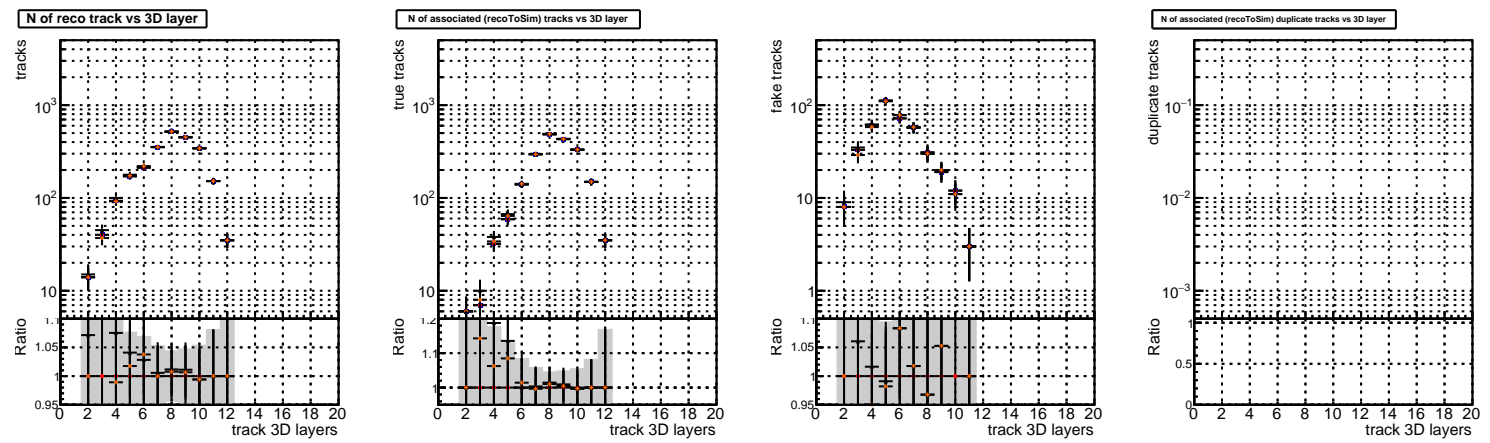 N of reco track vs 3D layer
tracks
10³
10²
10
Ratio
1.1
1.05
1
0.95
0 2 4 6 8 10 12 14 16 18 20
track 3D layers
N of associated (recoToSim) tracks vs 3D layer
true tracks
10³
10²
10
Ratio
1.2
1.1
1
0 2 4 6 8 10 12 14 16 18 20
track 3D layers
fake tracks
10²
10
1
Ratio
1.1
1.05
1
0.95
0 2 4 6 8 10 12 14 16 18 20
track 3D layers
N of associated (recoToSim) duplicate tracks vs 3D layer
duplicate tracks
10⁻¹
10⁻²
10⁻³
Ratio
1
0.5
0
0 2 4 6 8 10 12 14 16 18 20
track 3D layers